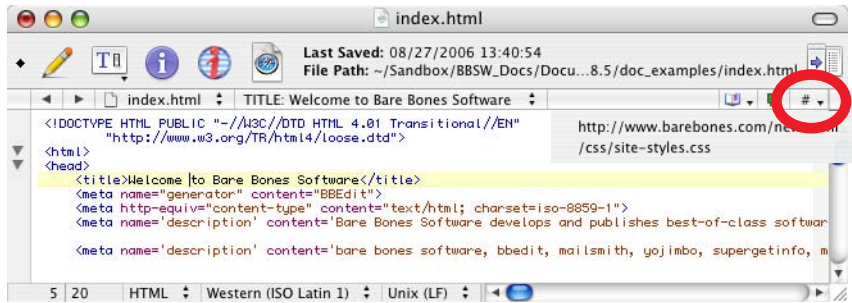 index.html
Last Saved: 08/27/2006 13:40:54
File Path: ~/Sandbox/BBSW_Docs/Docu...8.5/doc_examples/index.html
index.html TITLE: Welcome to Bare Bones Software #
http://www.barebones.com/
/css/site-styles.css
<!DOCTYPE HTML PUBLIC "-//W3C//DTD HTML 4.01 Transitional//EN"
"http://www.w3.org/TR/html4/loose.dtd">
<html>
<head>
<title>Welcome to Bare Bones Software</title>
<meta name="generator" content="BBEdit">
<meta http-equiv="content-type" content="text/html; charset=iso-8859-1">
<meta name='description' content='Bare Bones Software develops and publishes best-of-class softwar
<meta name='description' content='bare bones software, bbedit, mailsmith, yojimbo, supergetinfo, m
5 20 HTML Western (ISO Latin 1) Unix (LF)